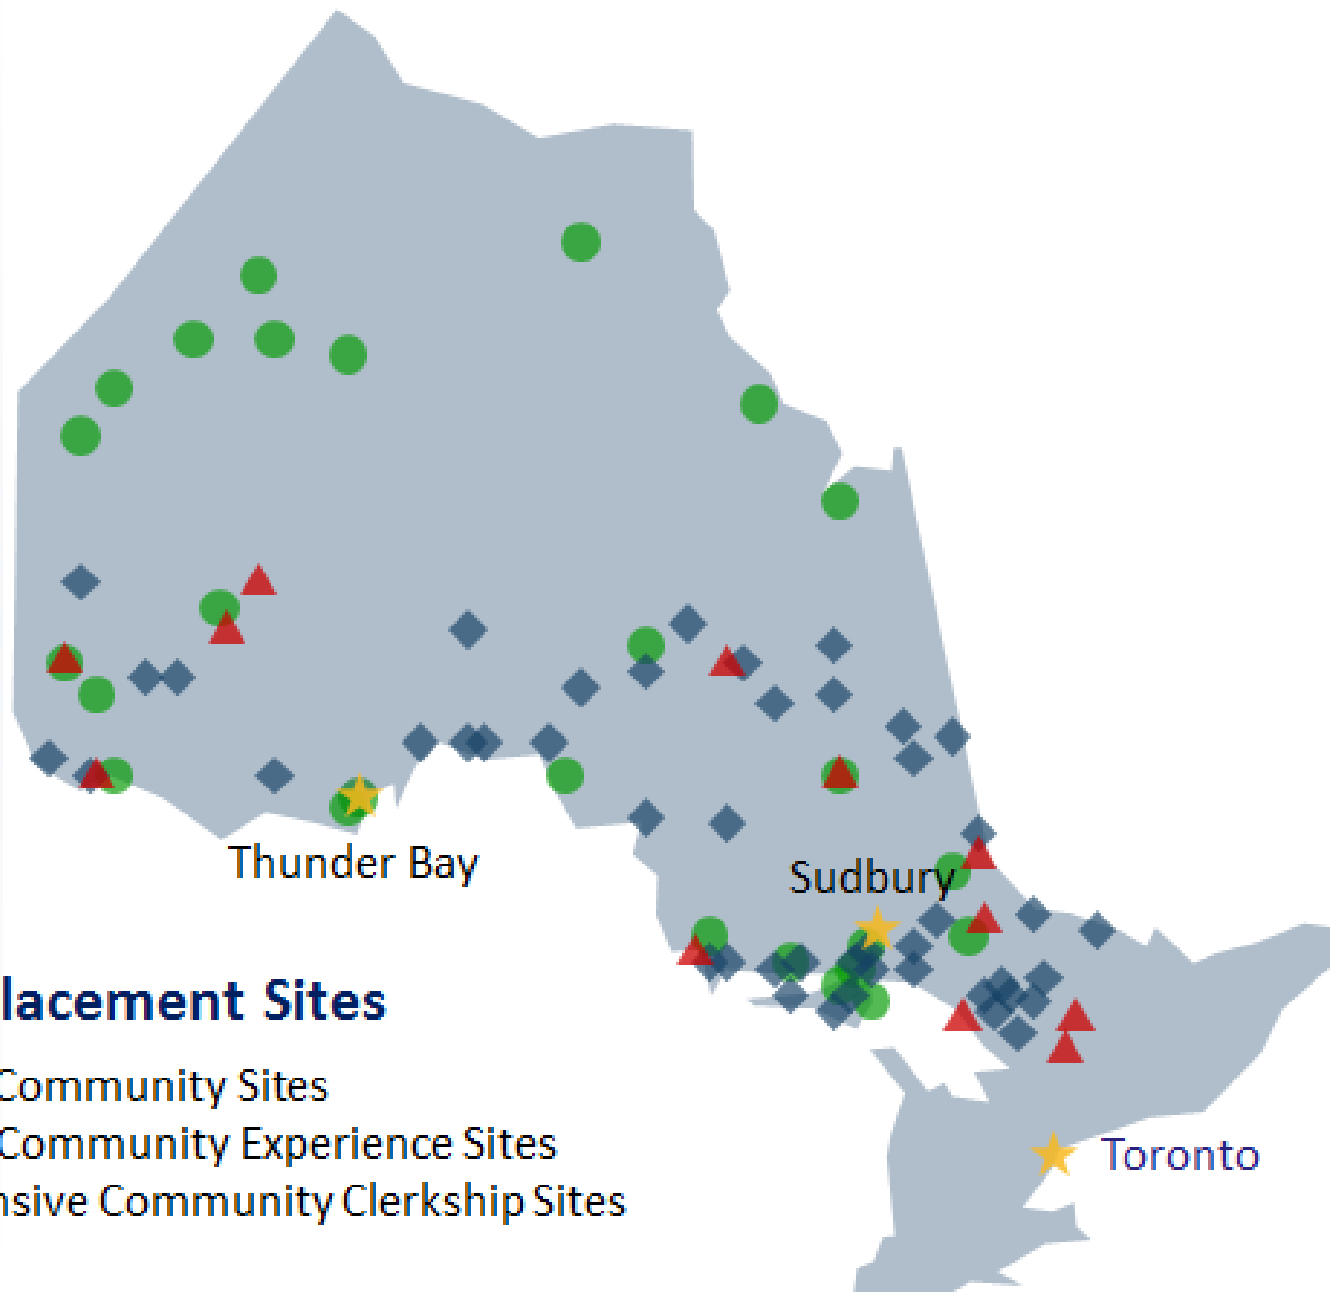 Thunder Bay
Sudbury
lacement Sites
Community Sites
Community Experience Sites
nsive Community Clerkship Sites
Toronto